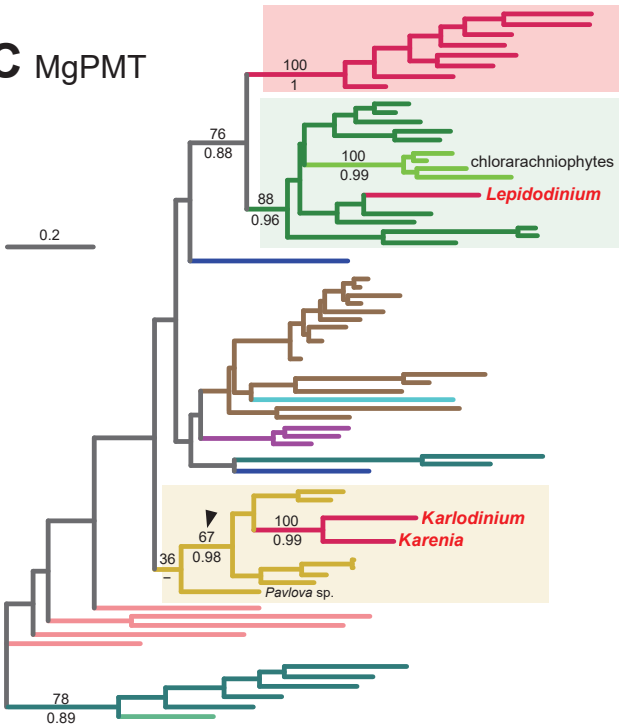 C MgPMT
100
1
76
0.88
100
0.99
chlorarachniophytes
88
0.96
Lepidodinium
0.2
100
0.99
Karlodinium
Karenia
67
0.98
36
–
Pavlova sp.
78
0.89